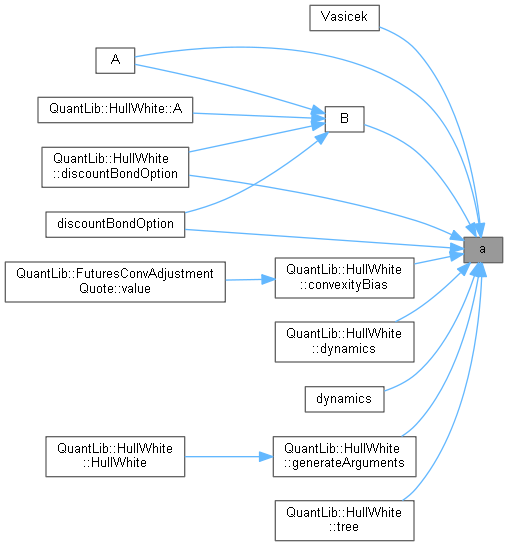 Vasicek
A
QuantLib::HullWhite::A
B
QuantLib::HullWhite
::discountBondOption
discountBondOption
a
QuantLib::FuturesConvAdjustment
Quote::value
QuantLib::HullWhite
::convexityBias
QuantLib::HullWhite
::dynamics
dynamics
QuantLib::HullWhite
::HullWhite
QuantLib::HullWhite
::generateArguments
QuantLib::HullWhite
::tree